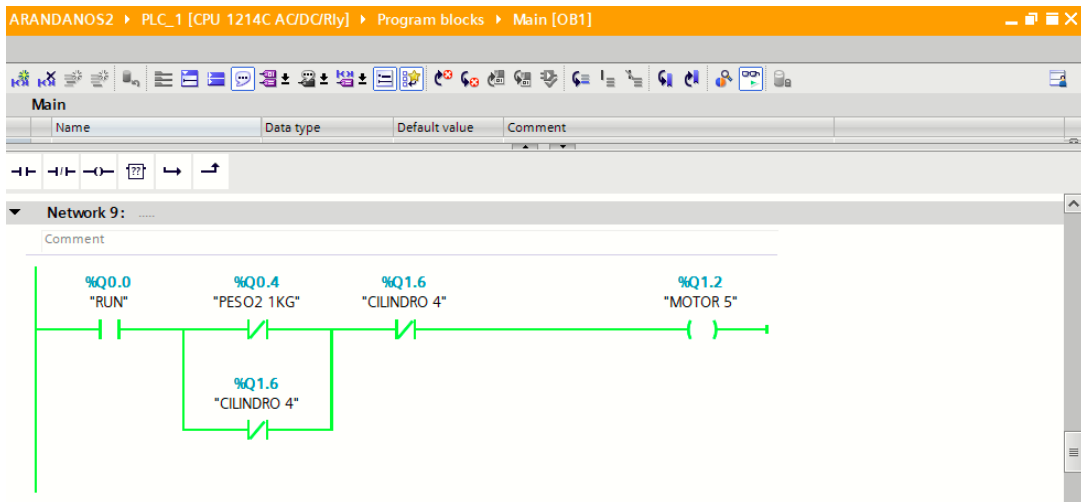 ARANDANOS2 ▸ PLC_1 [CPU 1214C AC/DC/Rly] ▸ Program blocks ▸ Main [OB1]
Main
Name Data type Default value Comment
??
Network 9: .....
Comment
%Q0.0 %Q0.4 %Q1.6 %Q1.2
"RUN" "PESO2 1KG" "CILINDRO 4" "MOTOR 5"
%Q1.6
"CILINDRO 4"